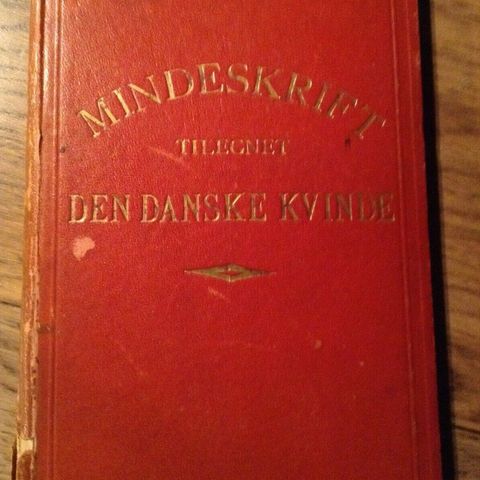 MINDESKRIFT
TILEGNET
DEN DANSKE KVINDE